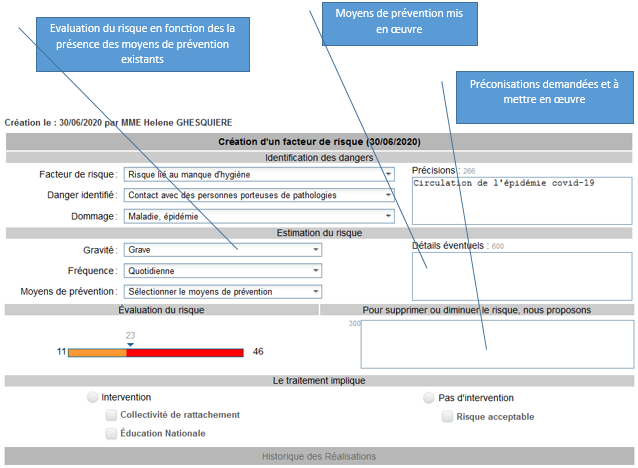 Evaluation du risque en fonction des la
présence des moyens de prévention
existants
Moyens de prévention mis
en œuvre
Préconisations demandées et à
mettre en œuvre
Création le : 30/06/2020 par MME Helene GHESQUIERE
Création d'un facteur de risque (30/06/2020)
Identification des dangers
Facteur de risque : Risque lié au manque d'hygiène
Précisions : 266
Circulation de l'épidémie covid-19
Danger identifié : Contact avec des personnes porteuses de pathologies
Dommage : Maladie, épidémie
Estimation du risque
Gravité : Grave
Détails éventuels : 600
Fréquence : Quotidienne
Moyens de prévention : Sélectionner le moyens de prévention
Évaluation du risque
Pour supprimer ou diminuer le risque, nous proposons
300
23
11 46
Le traitement implique
Intervention
Pas d'intervention
Collectivité de rattachement
Risque acceptable
Éducation Nationale
Historique des Réalisations